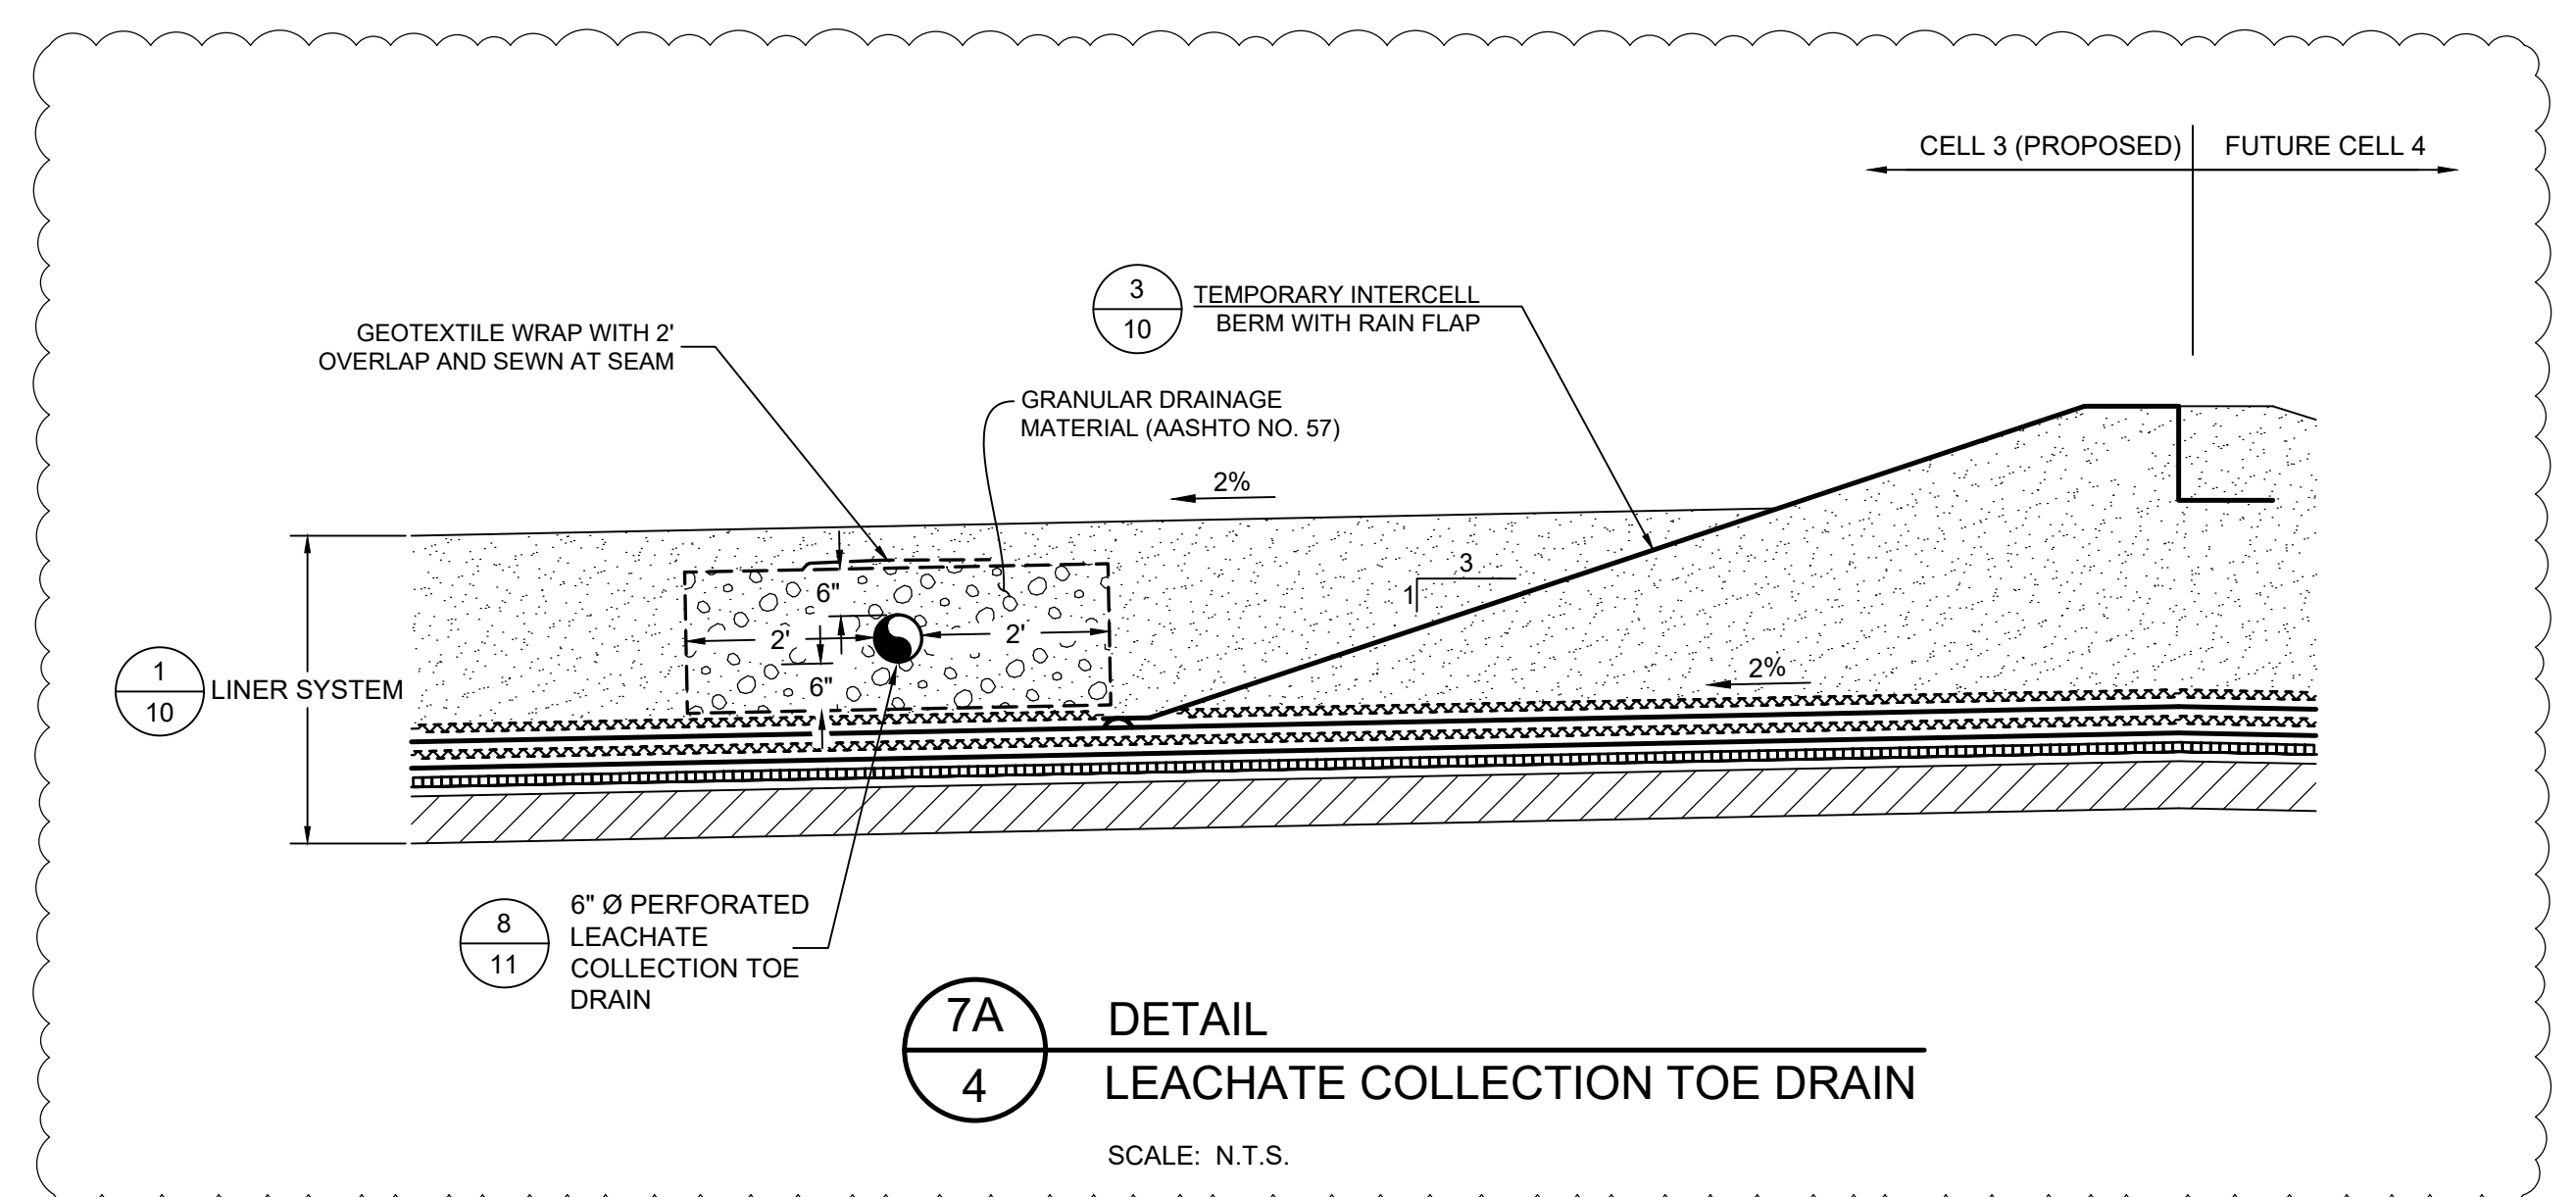 CELL 3 (PROPOSED)
FUTURE CELL 4
3
10
TEMPORARY INTERCELL
BERM WITH RAIN FLAP
GEOTEXTILE WRAP WITH 2'
OVERLAP AND SEWN AT SEAM
GRANULAR DRAINAGE
MATERIAL (AASHTO NO. 57)
2%
3
1
6"
2'
2'
6"
2%
1
10
LINER SYSTEM
8
11
6" Ø PERFORATED
LEACHATE
COLLECTION TOE
DRAIN
7A
4
DETAIL
LEACHATE COLLECTION TOE DRAIN
SCALE: N.T.S.